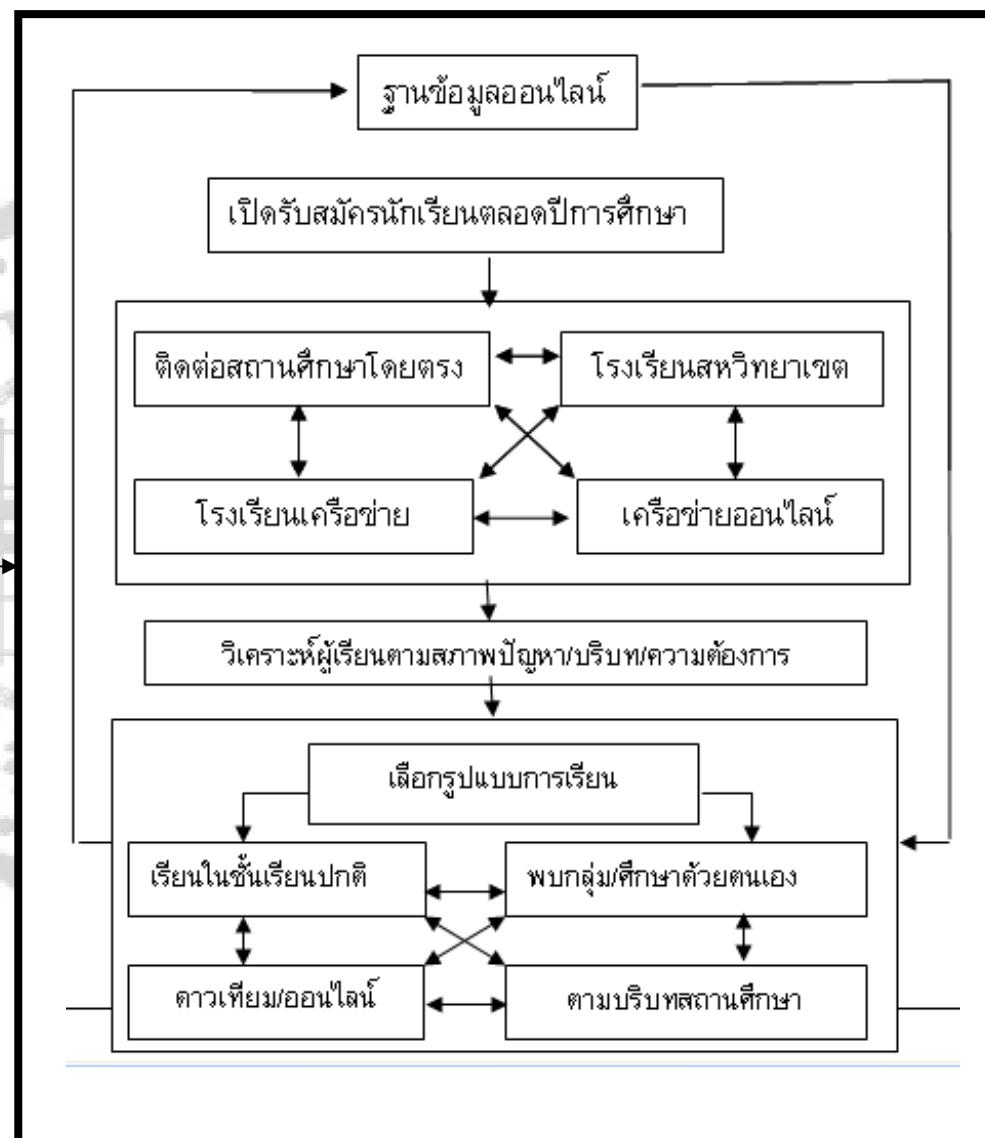 ฐานข้อมูลออนไลน์
เปิดรับสมัครนักเรียนตลอดปีการศึกษา
ติดต่อสถานศึกษาโดยตรง
โรงเรียนสหวิทยาเขต
โรงเรียนเครือข่าย
เครือข่ายออนไลน์
วิเคราะห์ผู้เรียนตามสภาพปัญหา/บริบท/ความต้องการ
เลือกรูปแบบการเรียน
เรียนในชั้นเรียนปกติ
พบกลุ่ม/ศึกษาด้วยตนเอง
ดาวเทียม/ออนไลน์
ตามบริบทสถานศึกษา